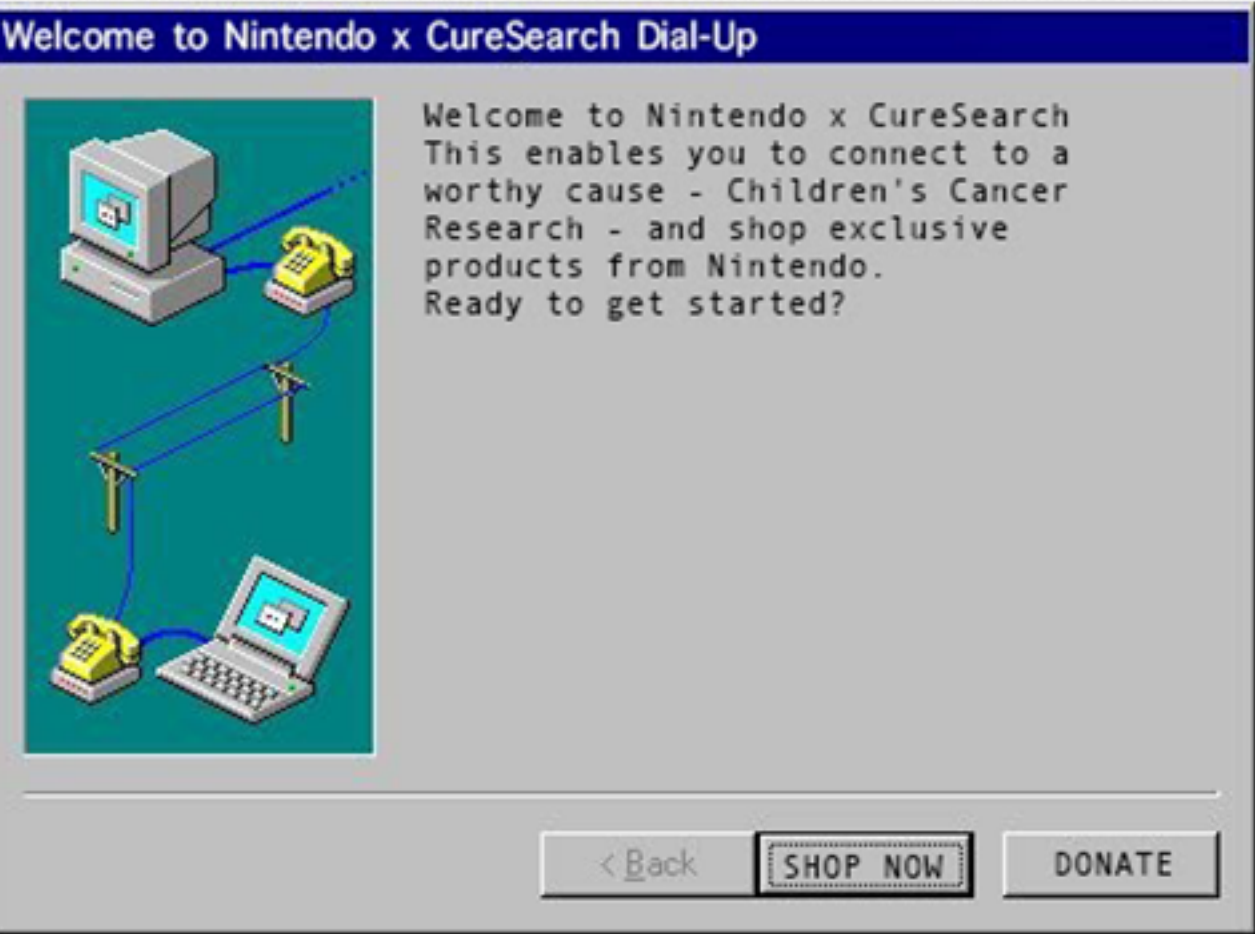 Welcome to Nintendo x CureSearch Dial-Up
Welcome to Nintendo x CureSearch
This enables you to connect to a
worthy cause - Children's Cancer
Research - and shop exclusive
products from Nintendo.
Ready to get started?
< Back
SHOP NOW
DONATE